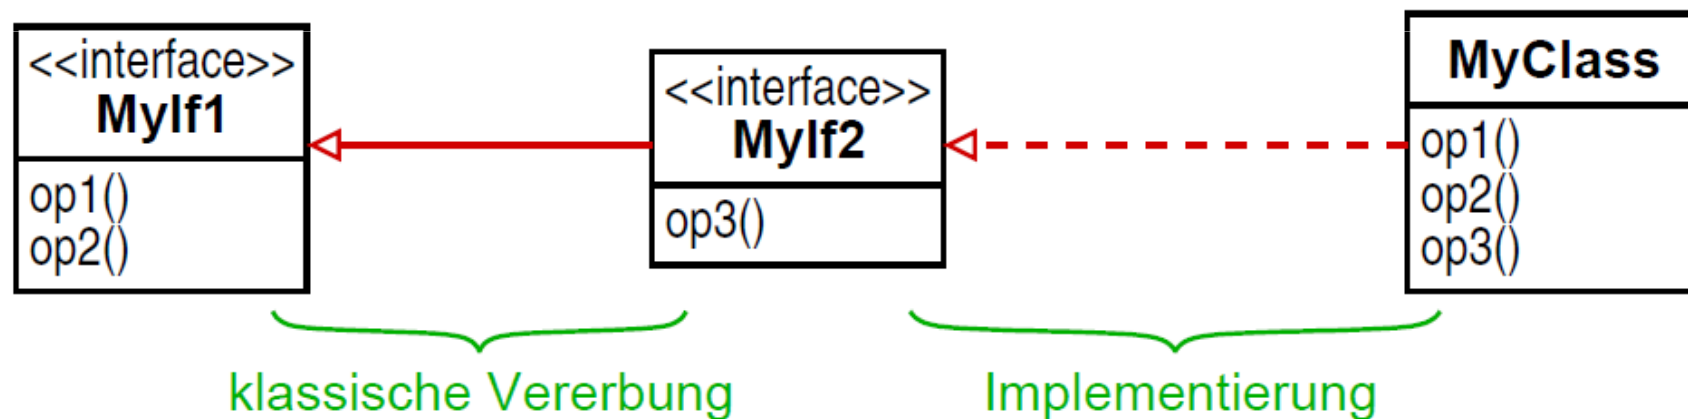 <<interface>>
MyIf1
op1()
op2()
<<interface>>
MyIf2
op3()
MyClass
op1()
op2()
op3()
klassische Vererbung
Implementierung